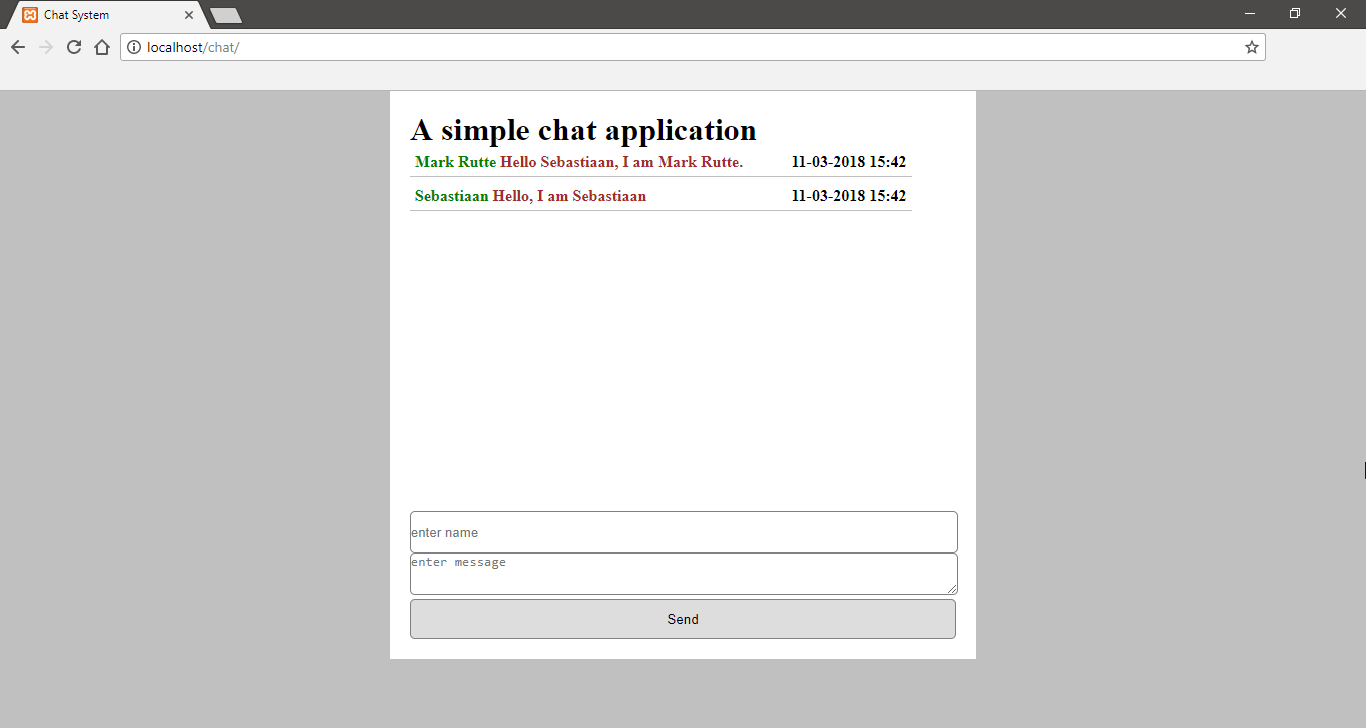 Chat System
localhost/chat/
A simple chat application
Mark Rutte Hello Sebastiaan, I am Mark Rutte. 11-03-2018 15:42
Sebastiaan Hello, I am Sebastiaan 11-03-2018 15:42
enter name
enter message
Send